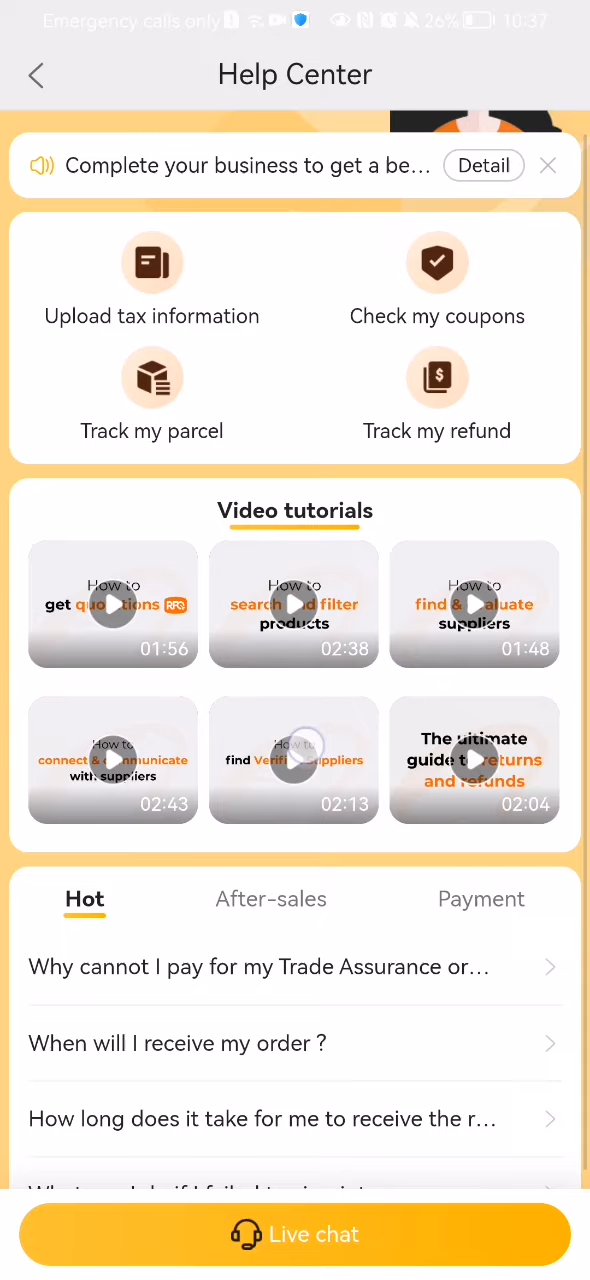 Emergency calls only 26% 10:37
Help Center
Complete your business to get a be... Detail
Upload tax information
Check my coupons
Track my parcel
Track my refund
Video tutorials
How to
get quotations RFQ
01:56
How to
search and filter
products
02:38
How to
find & evaluate
suppliers
01:48
How to
connect & communicate
with suppliers
02:43
How to
find Verified Suppliers
02:13
The ultimate
guide to returns
and refunds
02:04
Hot After-sales Payment
Why cannot I pay for my Trade Assurance or...
When will I receive my order ?
How long does it take for me to receive the r...
Live chat